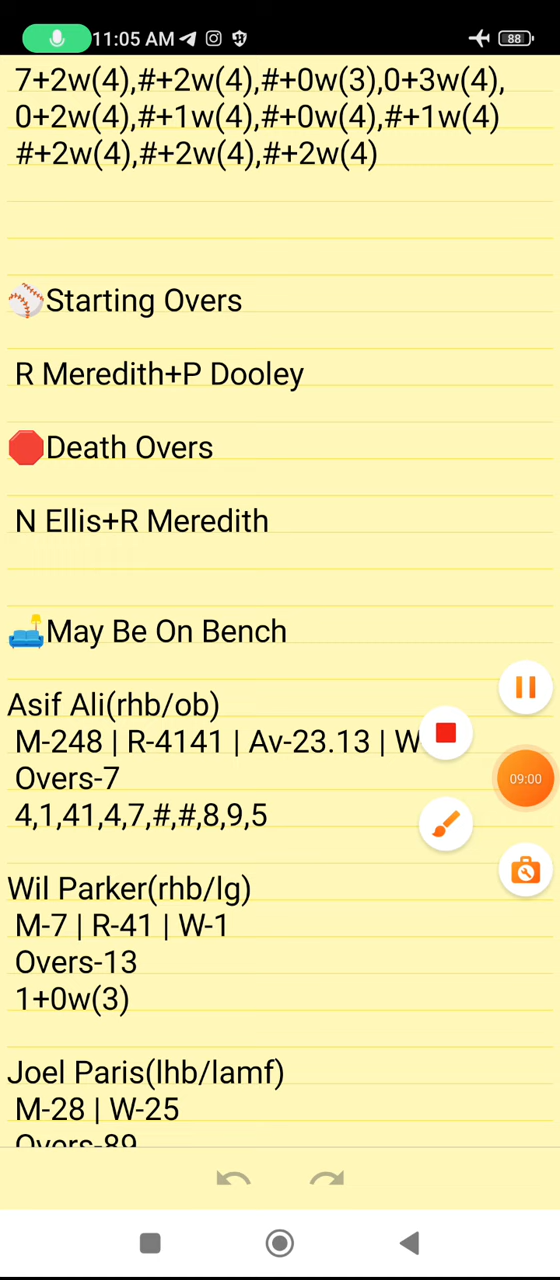 11:05 AM
88
7+2w(4),#+2w(4),#+0w(3),0+3w(4),
0+2w(4),#+1w(4),#+0w(4),#+1w(4)
#+2w(4),#+2w(4),#+2w(4)
Starting Overs
R Meredith+P Dooley
Death Overs
N Ellis+R Meredith
May Be On Bench
Asif Ali(rhb/ob)
M-248 | R-4141 | Av-23.13 | W
Overs-7
4,1,41,4,7,#,#,8,9,5
09:00
Wil Parker(rhb/lg)
M-7 | R-41 | W-1
Overs-13
1+0w(3)
Joel Paris(lhb/lamf)
M-28 | W-25
Overs-89